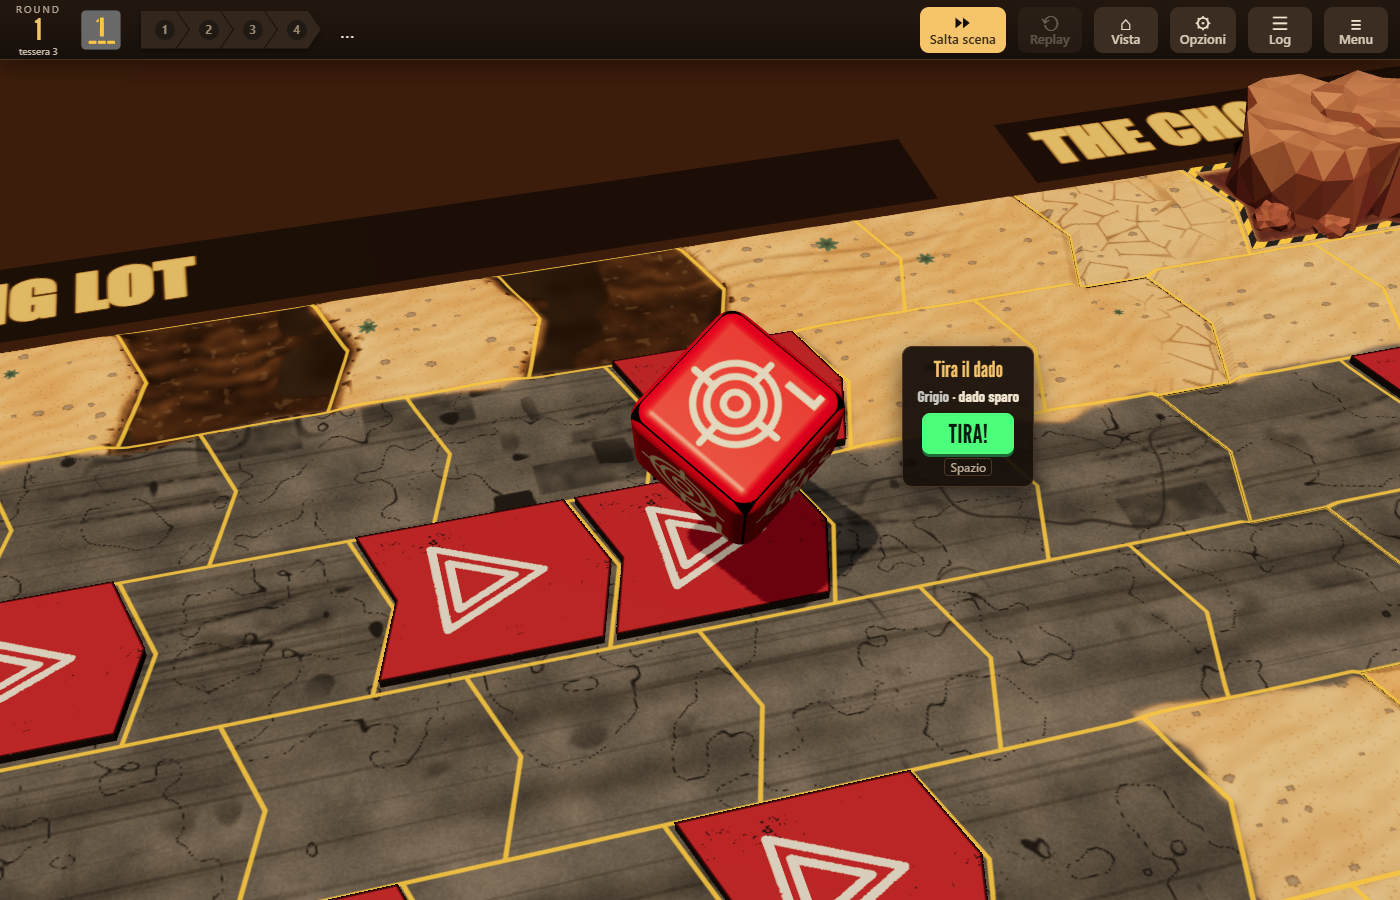 ROUND
1
tessera 3
1
1
2
3
4
...
Salta scena
Replay
Vista
Opzioni
Log
Menu
THE
LOT
Tira il dado
Grigio - dado sparo
TIRA!
Spazio